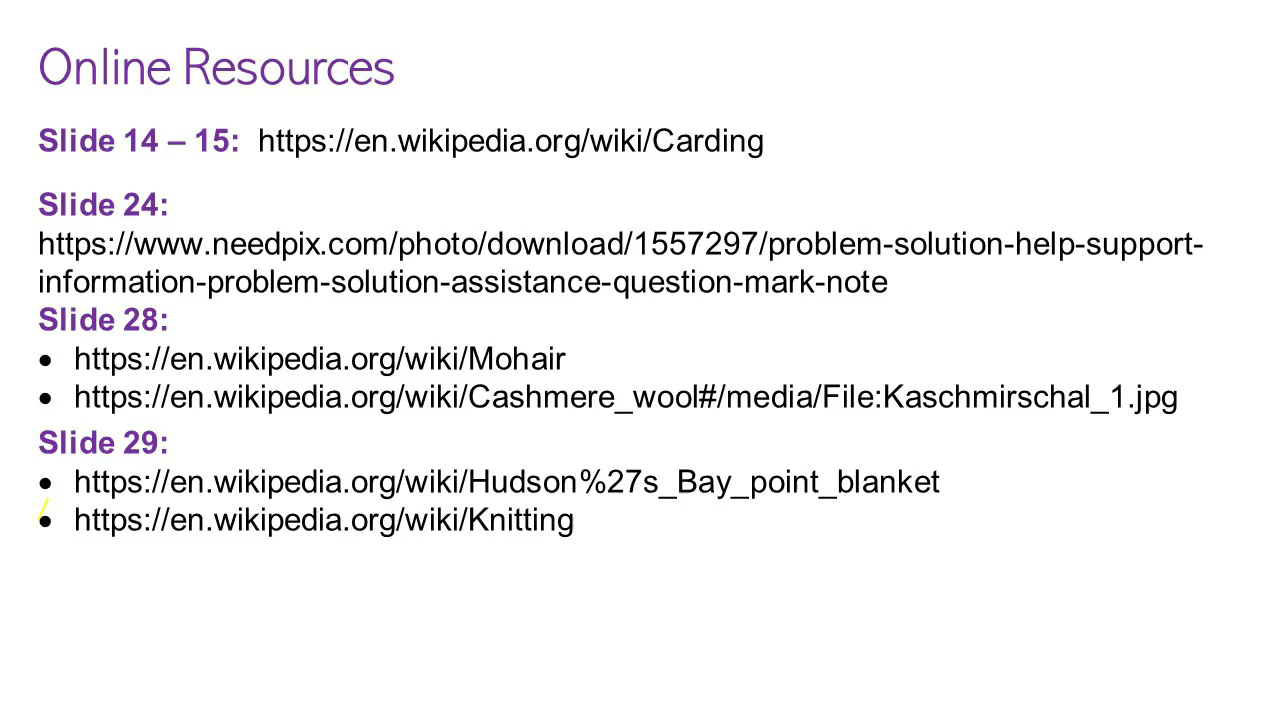 Online Resources
Slide 14 – 15:  https://en.wikipedia.org/wiki/Carding
Slide 24:
https://www.needpix.com/photo/download/1557297/problem-solution-help-support-
information-problem-solution-assistance-question-mark-note
Slide 28:
• https://en.wikipedia.org/wiki/Mohair
• https://en.wikipedia.org/wiki/Cashmere_wool#/media/File:Kaschmirschal_1.jpg
Slide 29:
• https://en.wikipedia.org/wiki/Hudson%27s_Bay_point_blanket
/
• https://en.wikipedia.org/wiki/Knitting